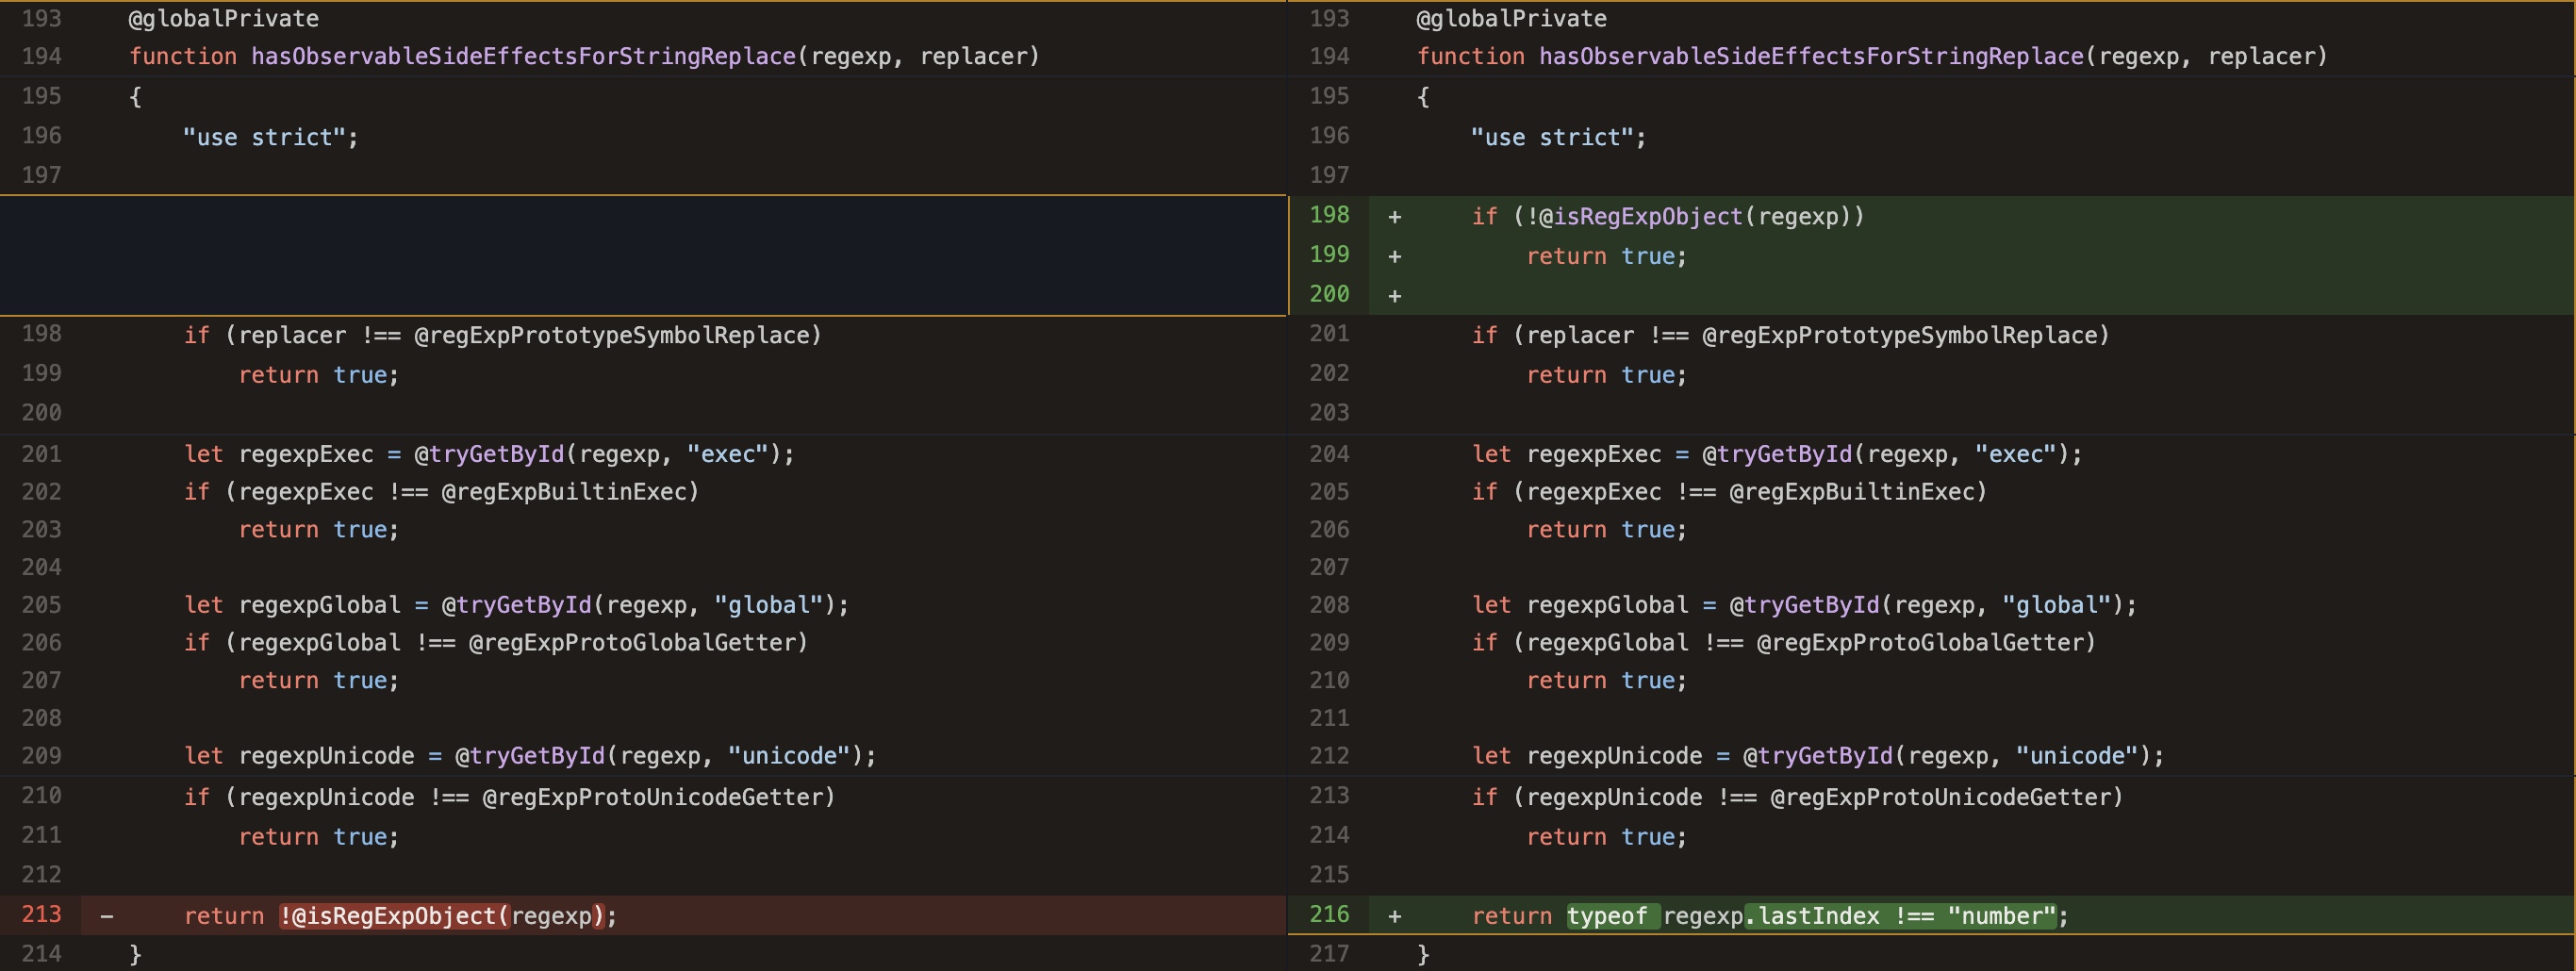 193 @globalPrivate
194 function hasObservableSideEffectsForStringReplace(regexp, replacer)
195 {
196     "use strict";
197
198     if (replacer !== @regExpPrototypeSymbolReplace)
199         return true;
200
201     let regexpExec = @tryGetById(regexp, "exec");
202     if (regexpExec !== @regExpBuiltinExec)
203         return true;
204
205     let regexpGlobal = @tryGetById(regexp, "global");
206     if (regexpGlobal !== @regExpProtoGlobalGetter)
207         return true;
208
209     let regexpUnicode = @tryGetById(regexp, "unicode");
210     if (regexpUnicode !== @regExpProtoUnicodeGetter)
211         return true;
212
213 -     return !@isRegExpObject(regexp);
214 }
193 @globalPrivate
194 function hasObservableSideEffectsForStringReplace(regexp, replacer)
195 {
196     "use strict";
197
198 +     if (!@isRegExpObject(regexp))
199 +         return true;
200 +
201     if (replacer !== @regExpPrototypeSymbolReplace)
202         return true;
203
204     let regexpExec = @tryGetById(regexp, "exec");
205     if (regexpExec !== @regExpBuiltinExec)
206         return true;
207
208     let regexpGlobal = @tryGetById(regexp, "global");
209     if (regexpGlobal !== @regExpProtoGlobalGetter)
210         return true;
211
212     let regexpUnicode = @tryGetById(regexp, "unicode");
213     if (regexpUnicode !== @regExpProtoUnicodeGetter)
214         return true;
215
216 +     return typeof regexp.lastIndex !== "number";
217 }